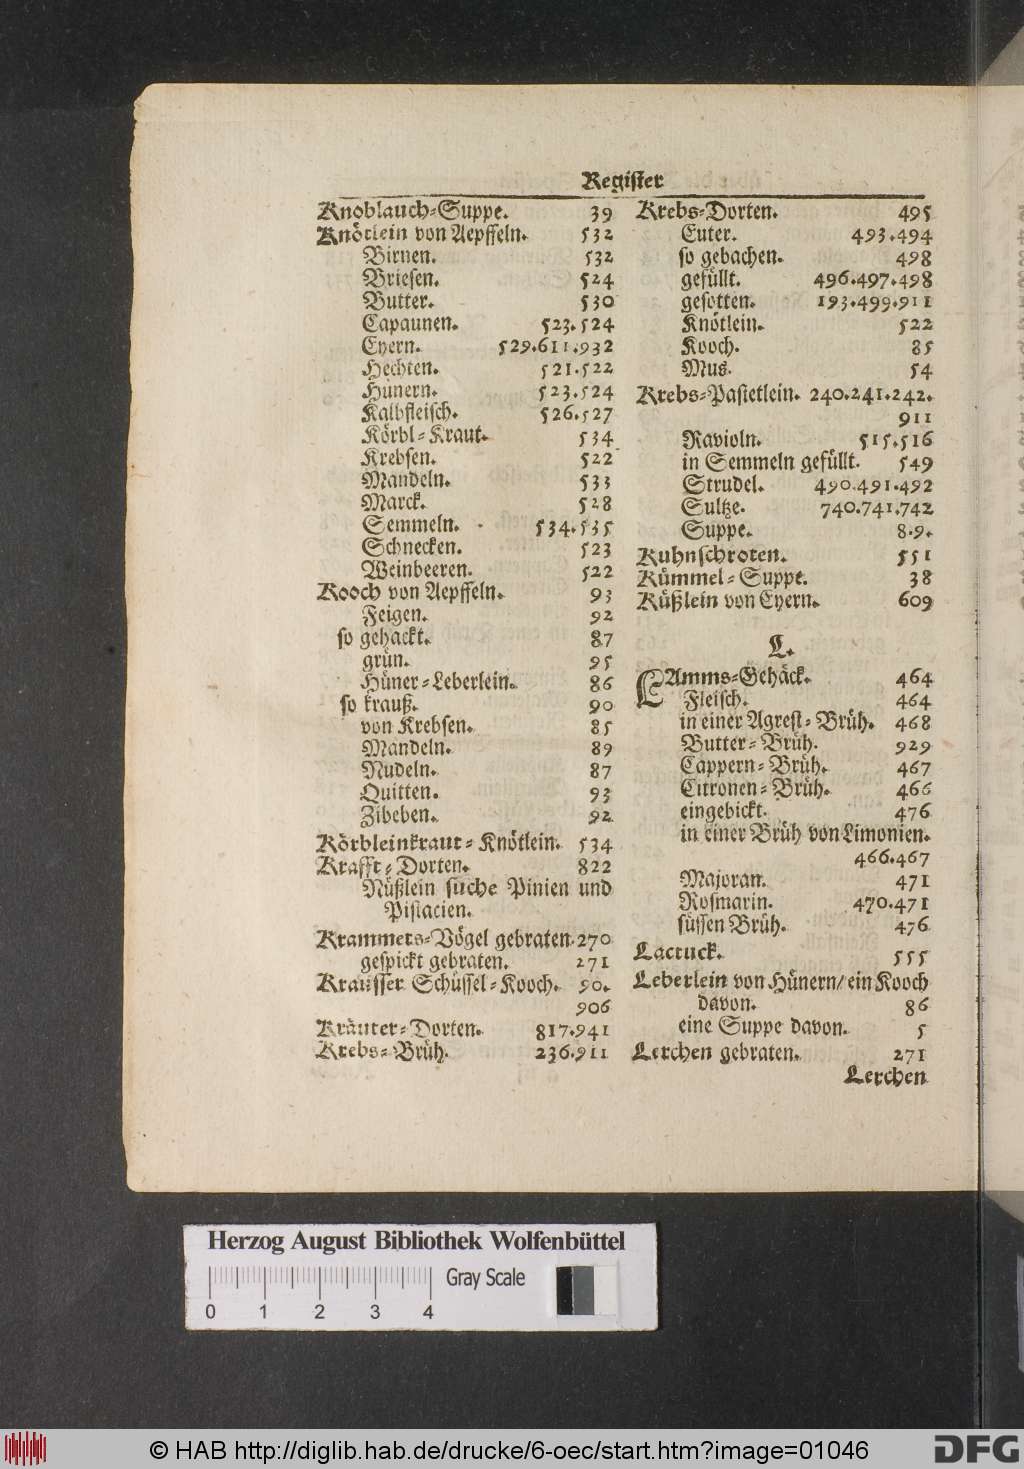 Register
Knoblauch-Suppe. 39
Knötlein von Aepffeln. 532
Birnen. 532
Briesen. 524
Butter. 530
Capaunen. 523.524
Eyern. 529.611.932
Hechten. 521.522
Hünern. 523.524
Kalbfleisch. 526.527
Körbl-Kraut. 534
Krebsen. 522
Mandeln. 533
Marck. 528
Semmeln. 534.535
Schnecken. 523
Weinbeeren. 522
Kooch von Aepffeln. 93
Feigen. 92
so gehackt. 87
grün. 95
Hüner-Leberlein. 86
so krauß. 90
von Krebsen. 85
Mandeln. 89
Nudeln. 87
Quitten. 93
Zibeben. 92
Körbleinkraut-Knötlein. 534
Krafft-Dorten. 822
Nüßlein suche Pinien und
Pistacien.
Krammets-Vögel gebraten. 270
gespickt gebraten. 271
Krausser Schüssel-Kooch. 90.
906
Kräuter-Dorten. 817.941
Krebs-Brüh. 236.911
Krebs-Dorten. 495
Euter. 493.494
so gebachen. 498
gefüllt. 496.497.498
gesotten. 193.499.911
Knötlein. 522
Kooch. 85
Mus. 54
Krebs-Pastetlein. 240.241.242.
911
Ravioln. 515.516
in Semmeln gefüllt. 549
Strudel. 490.491.492
Sultze. 740.741.742
Suppe. 8.9.
Kuhnschroten. 551
Kümmel-Suppe. 38
Küßlein von Eyern. 609
L.
LAmms-Gehäck. 464
Fleisch. 464
in einer Agrest-Brüh. 468
Butter-Brüh. 929
Cappern-Brüh. 467
Citronen-Brüh. 466
eingebickt. 476
in einer Brüh von Limonien.
466.467
Majoran. 471
Rosmarin. 470.471
süssen Brüh. 476
Lactuck. 555
Leberlein von Hünern/ ein Kooch
davon. 86
eine Suppe davon. 5
Lerchen gebraten. 271
Lerchen
Herzog August Bibliothek Wolfenbüttel
Gray Scale
0 1 2 3 4
© HAB http://diglib.hab.de/drucke/6-oec/start.htm?image=01046
DFG